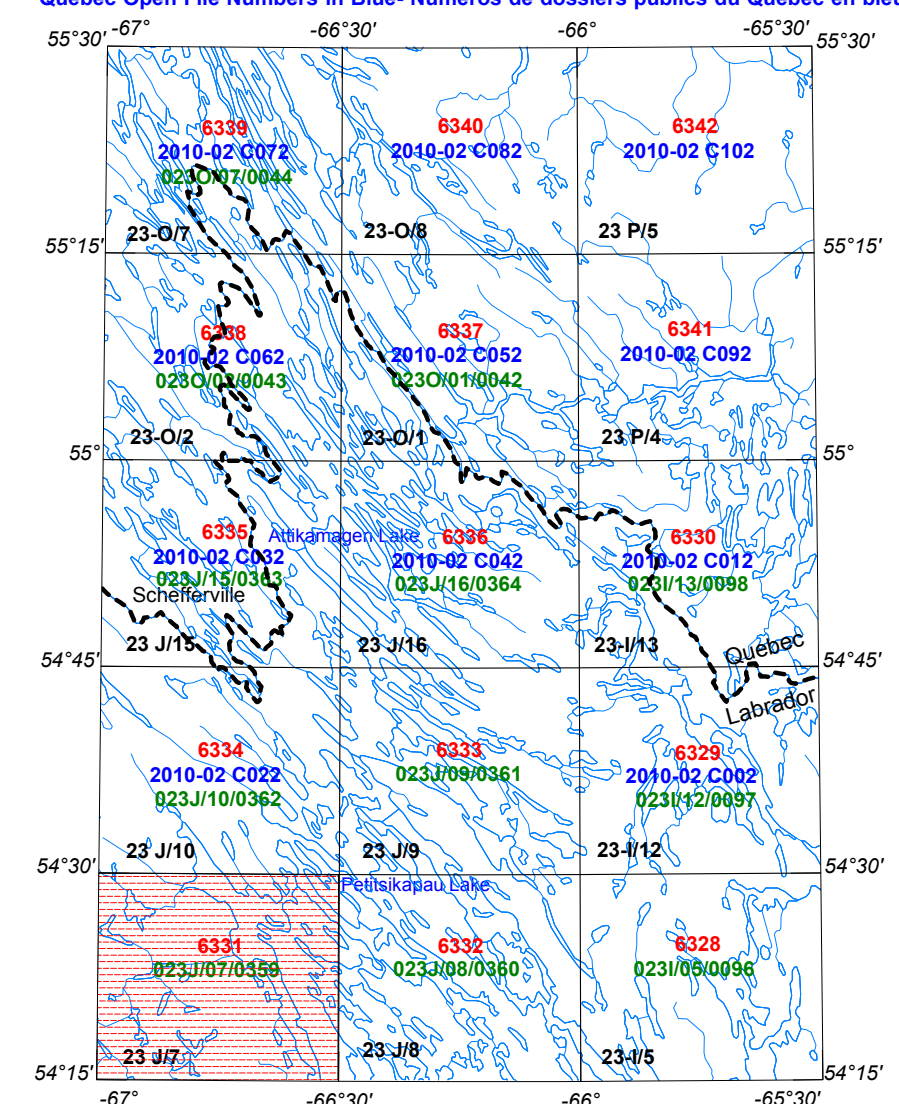 Québec Open File Numbers in Blue- Numéros de dossiers publics du Québec en bleu
-67° -66°30' -66° -65°30'
55°30' 55°30'
6339 6340 6342
2010-02 C072 2010-02 C082 2010-02 C102
023O/07/0044
23-O/7 23-O/8 23 P/5
55°15' 55°15'
6338 6337 6341
2010-02 C062 2010-02 C052 2010-02 C092
023O/02/0043 023O/01/0042
23-O/2 23-O/1 23 P/4
55° 55°
6335 Attikamagen Lake 6336 6330
2010-02 C032 2010-02 C042 2010-02 C012
023J/15/0363 023J/16/0364 023I/13/0098
Schefferville
23 J/15 23 J/16 23-I/13 Québec
54°45' 54°45'
Labrador
6334 6333 6329
2010-02 C022 023J/09/0361 2010-02 C002
023J/10/0362 023I/12/0097
23 J/10 23 J/9 23-I/12
54°30' 54°30'
Petitsikapau Lake
6331 6332 6328
023J/07/0359 023J/08/0360 023I/05/0096
23 J/7 23 J/8 23-I/5
54°15' 54°15'
-67° -66°30' -66° -65°30'